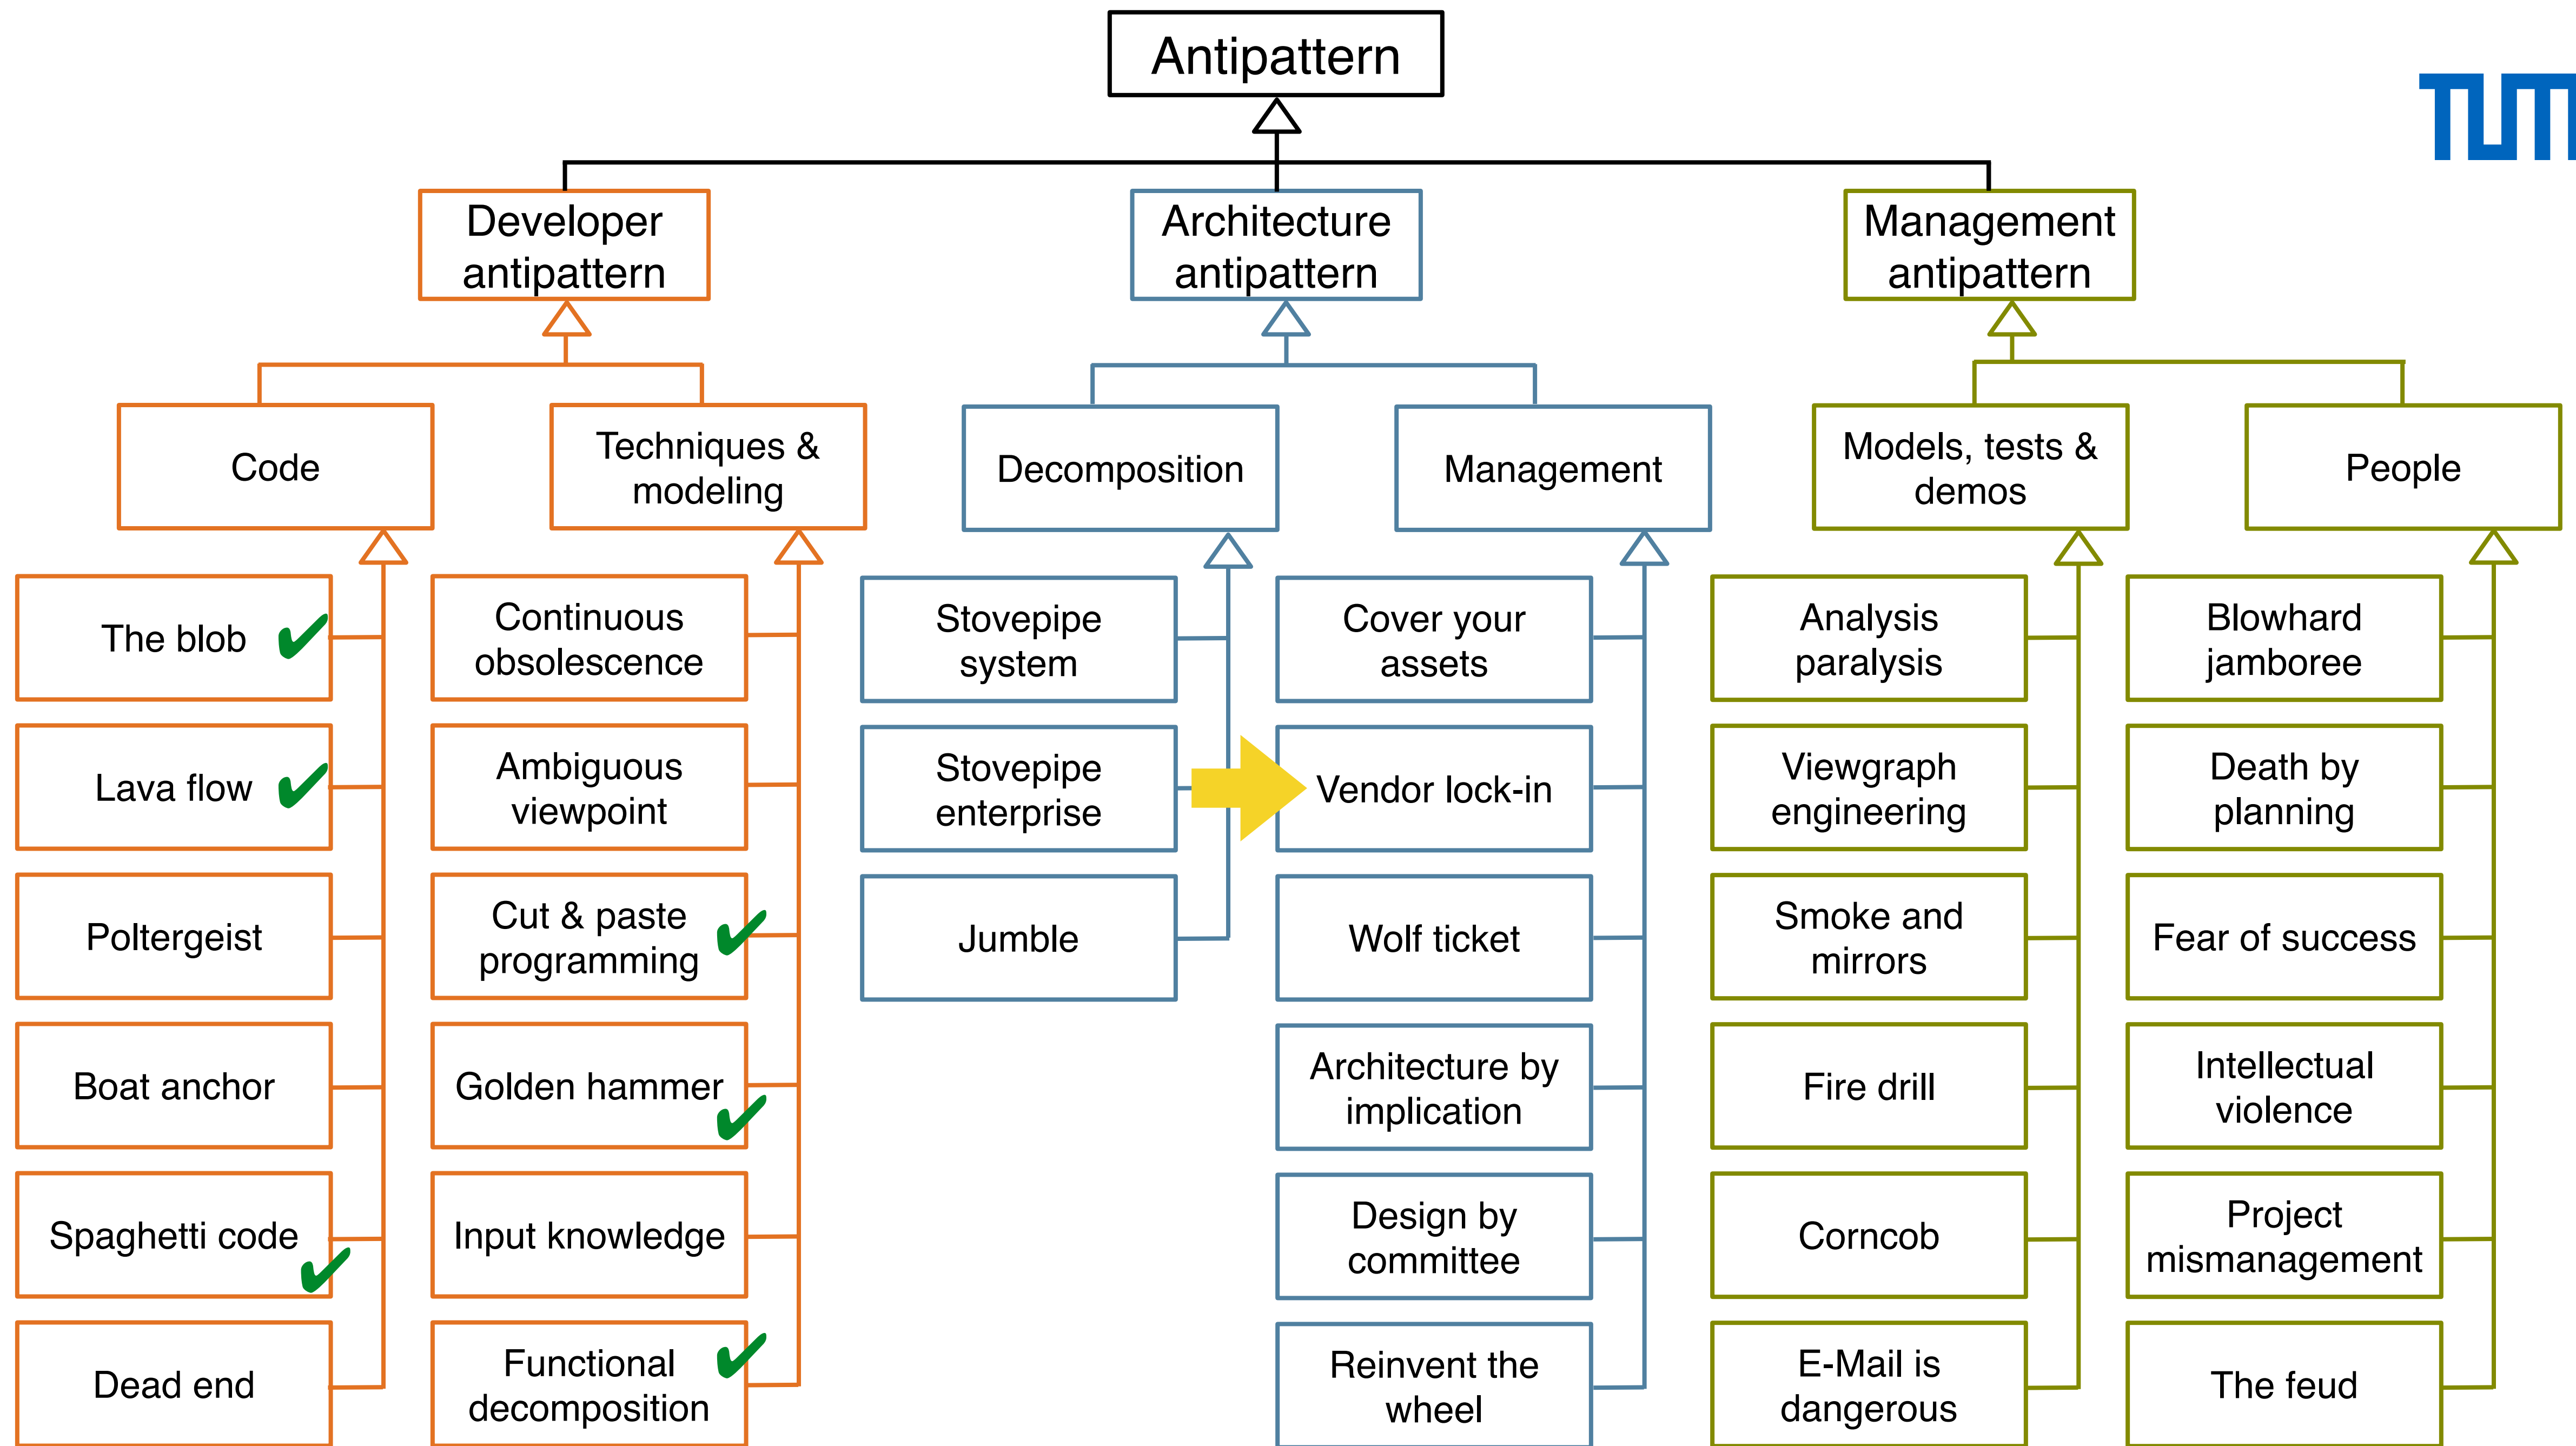 Antipattern
TUM
Developer
antipattern
Architecture
antipattern
Management
antipattern
Code
Techniques &
modeling
Decomposition
Management
Models, tests &
demos
People
The blob
Lava flow
Poltergeist
Boat anchor
Spaghetti code
Dead end
Continuous
obsolescence
Ambiguous
viewpoint
Cut & paste
programming
Golden hammer
Input knowledge
Functional
decomposition
Stovepipe
system
Stovepipe
enterprise
Jumble
Cover your
assets
Vendor lock-in
Wolf ticket
Architecture by
implication
Design by
committee
Reinvent the
wheel
Analysis
paralysis
Viewgraph
engineering
Smoke and
mirrors
Fire drill
Corncob
E-Mail is
dangerous
Blowhard
jamboree
Death by
planning
Fear of success
Intellectual
violence
Project
mismanagement
The feud